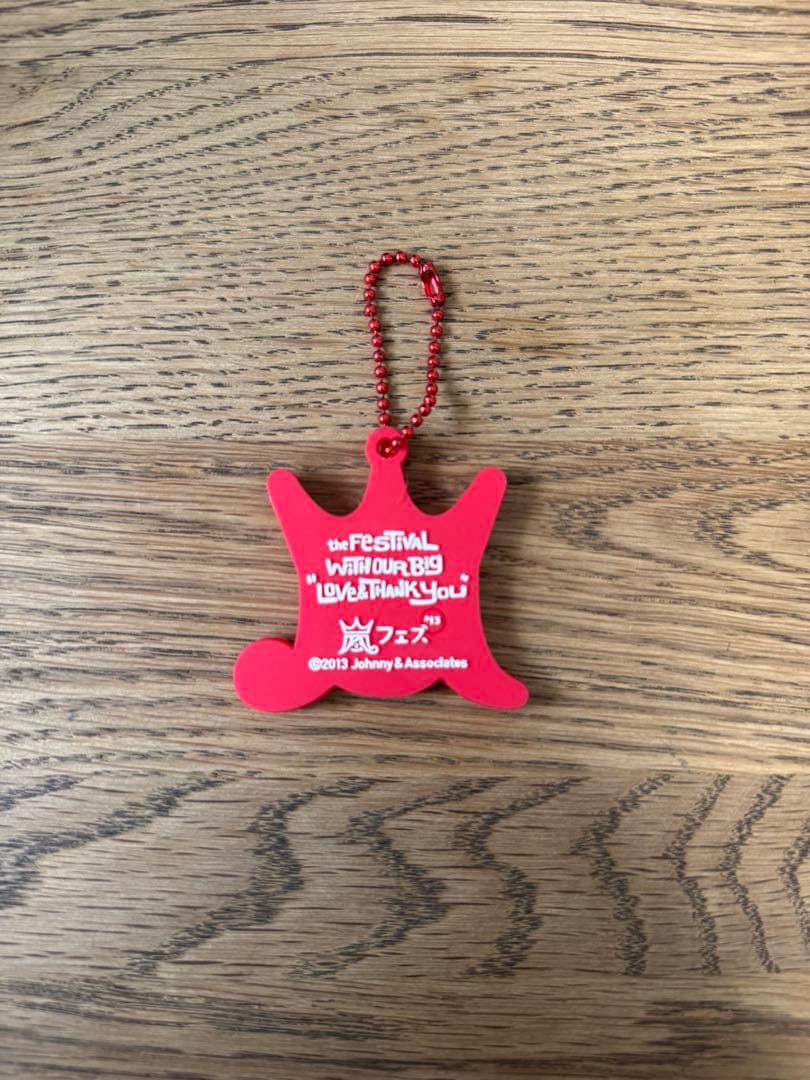 the FESTIVAL
WITH OUR BIG
"LOVE&THANK YOU"
嵐フェス'13
©2013 Johnny & Associates